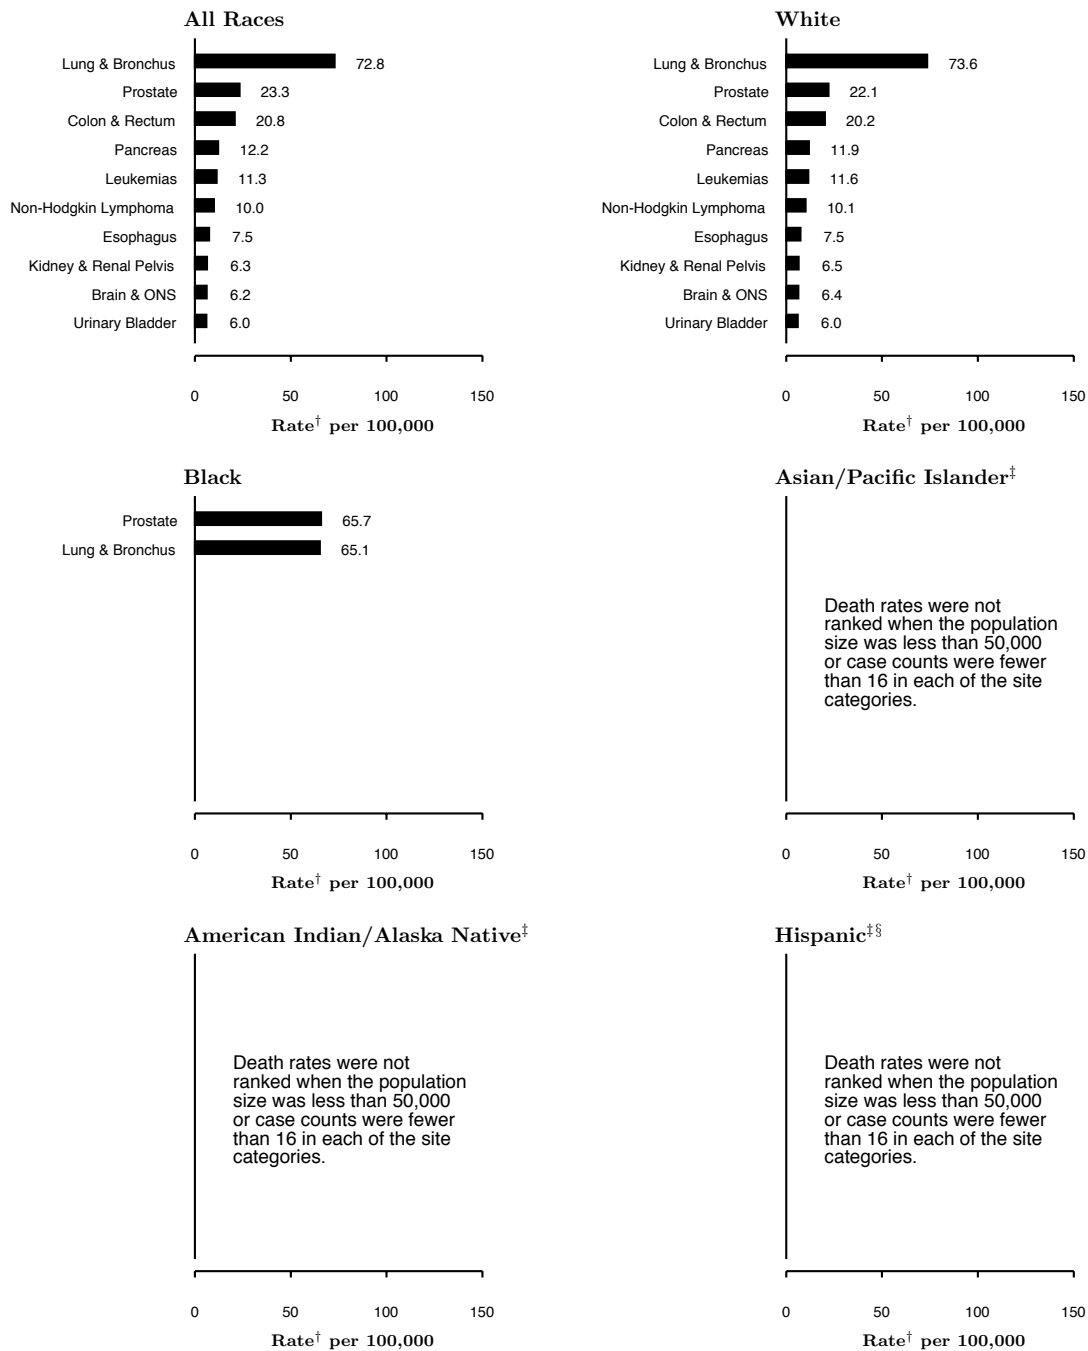 All Races
Lung & Bronchus 72.8
Prostate 23.3
Colon & Rectum 20.8
Pancreas 12.2
Leukemias 11.3
Non-Hodgkin Lymphoma 10.0
Esophagus 7.5
Kidney & Renal Pelvis 6.3
Brain & ONS 6.2
Urinary Bladder 6.0
0 50 100 150
Rate† per 100,000
White
Lung & Bronchus 73.6
Prostate 22.1
Colon & Rectum 20.2
Pancreas 11.9
Leukemias 11.6
Non-Hodgkin Lymphoma 10.1
Esophagus 7.5
Kidney & Renal Pelvis 6.5
Brain & ONS 6.4
Urinary Bladder 6.0
0 50 100 150
Rate† per 100,000
Black
Prostate 65.7
Lung & Bronchus 65.1
0 50 100 150
Rate† per 100,000
Asian/Pacific Islander‡
Death rates were not
ranked when the population
size was less than 50,000
or case counts were fewer
than 16 in each of the site
categories.
0 50 100 150
Rate† per 100,000
American Indian/Alaska Native‡
Death rates were not
ranked when the population
size was less than 50,000
or case counts were fewer
than 16 in each of the site
categories.
0 50 100 150
Rate† per 100,000
Hispanic‡§
Death rates were not
ranked when the population
size was less than 50,000
or case counts were fewer
than 16 in each of the site
categories.
0 50 100 150
Rate† per 100,000